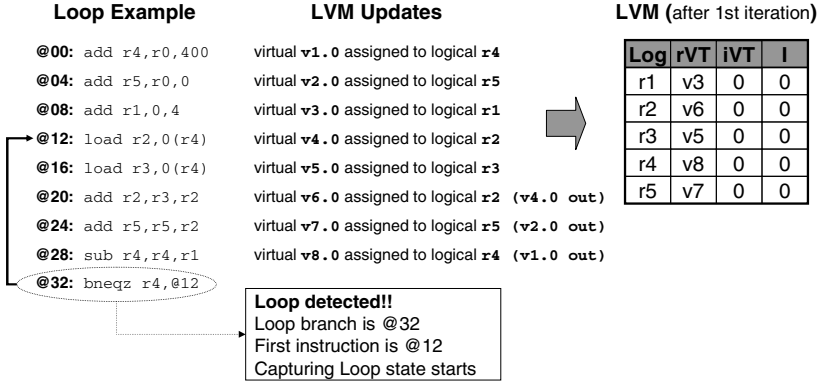 Loop Example LVM Updates LVM (after 1st iteration)
@00: add r4,r0,400 virtual v1.0 assigned to logical r4
@04: add r5,r0,0 virtual v2.0 assigned to logical r5
@08: add r1,0,4 virtual v3.0 assigned to logical r1
@12: load r2,0(r4) virtual v4.0 assigned to logical r2
@16: load r3,0(r4) virtual v5.0 assigned to logical r3
@20: add r2,r3,r2 virtual v6.0 assigned to logical r2 (v4.0 out)
@24: add r5,r5,r2 virtual v7.0 assigned to logical r5 (v2.0 out)
@28: sub r4,r4,r1 virtual v8.0 assigned to logical r4 (v1.0 out)
@32: bneqz r4,@12
Loop detected!!
Loop branch is @32
First instruction is @12
Capturing Loop state starts
Log rVT iVT I
r1 v3 0 0
r2 v6 0 0
r3 v5 0 0
r4 v8 0 0
r5 v7 0 0